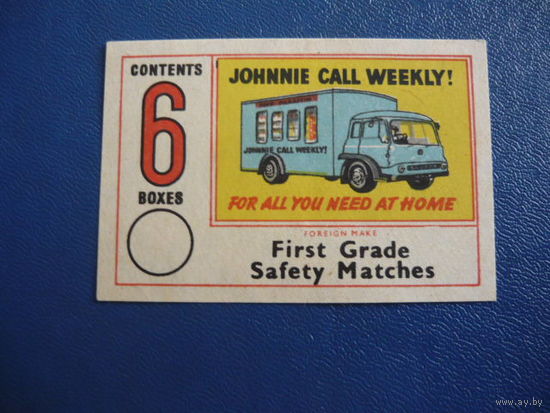 CONTENTS
6
BOXES
JOHNNIE CALL WEEKLY!
JOHNNIE CALL WEEKLY!
FOR ALL YOU NEED AT HOME
FOREIGN MAKE
First Grade
Safety Matches
www.ay.by